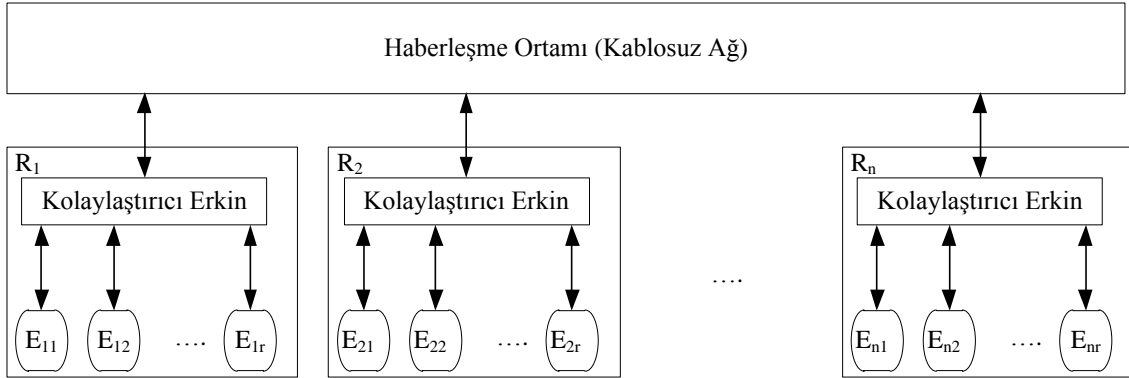 Haberleşme Ortamı (Kablosuz Ağ)
R1 R2 Rn
Kolaylaştırıcı Erkin Kolaylaştırıcı Erkin Kolaylaştırıcı Erkin
....
E11 E12 .... E1r E21 E22 .... E2r En1 En2 .... Enr